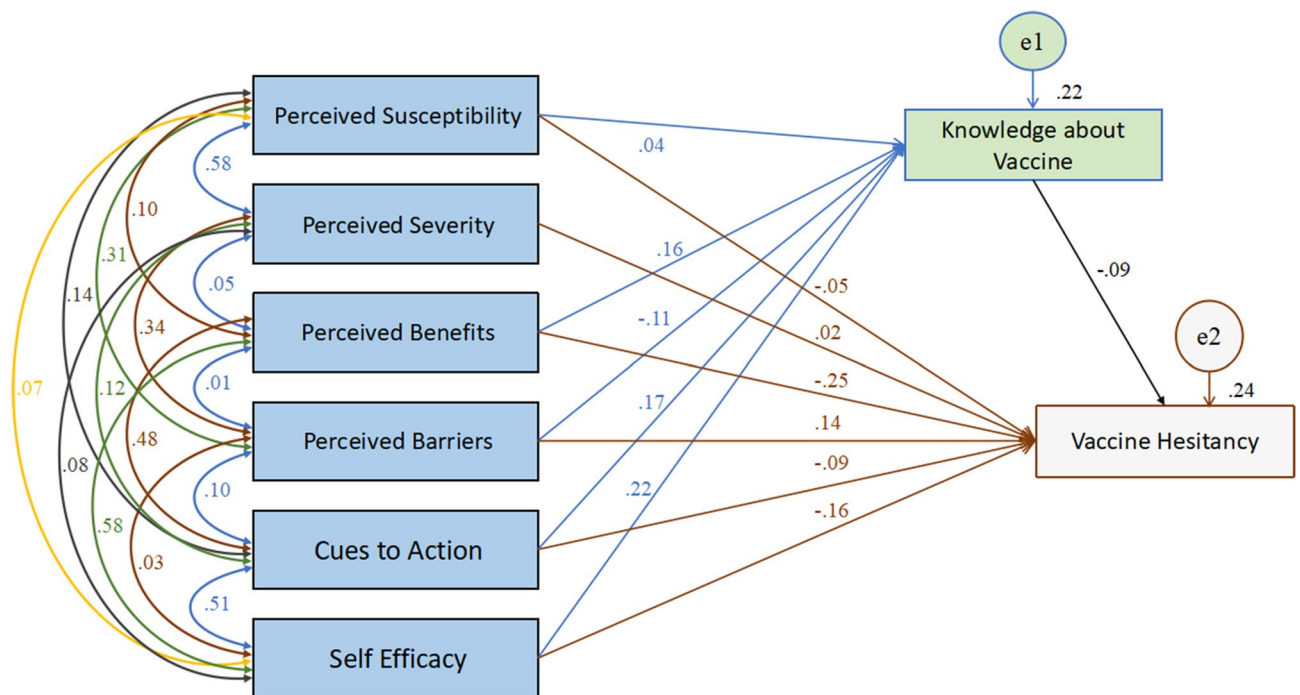 e1
.22
Knowledge about
Vaccine
Perceived Susceptibility
.04
.58
Perceived Severity
.10
.31
.16
-.09
.05
.14
-.05
.34
-.11
.02
Perceived Benefits
e2
.07
.12
.01
-.25
.24
.17
.14
.48
Perceived Barriers
Vaccine Hesitancy
.08
-.09
.10
.22
-.16
.58
Cues to Action
.03
.51
Self Efficacy